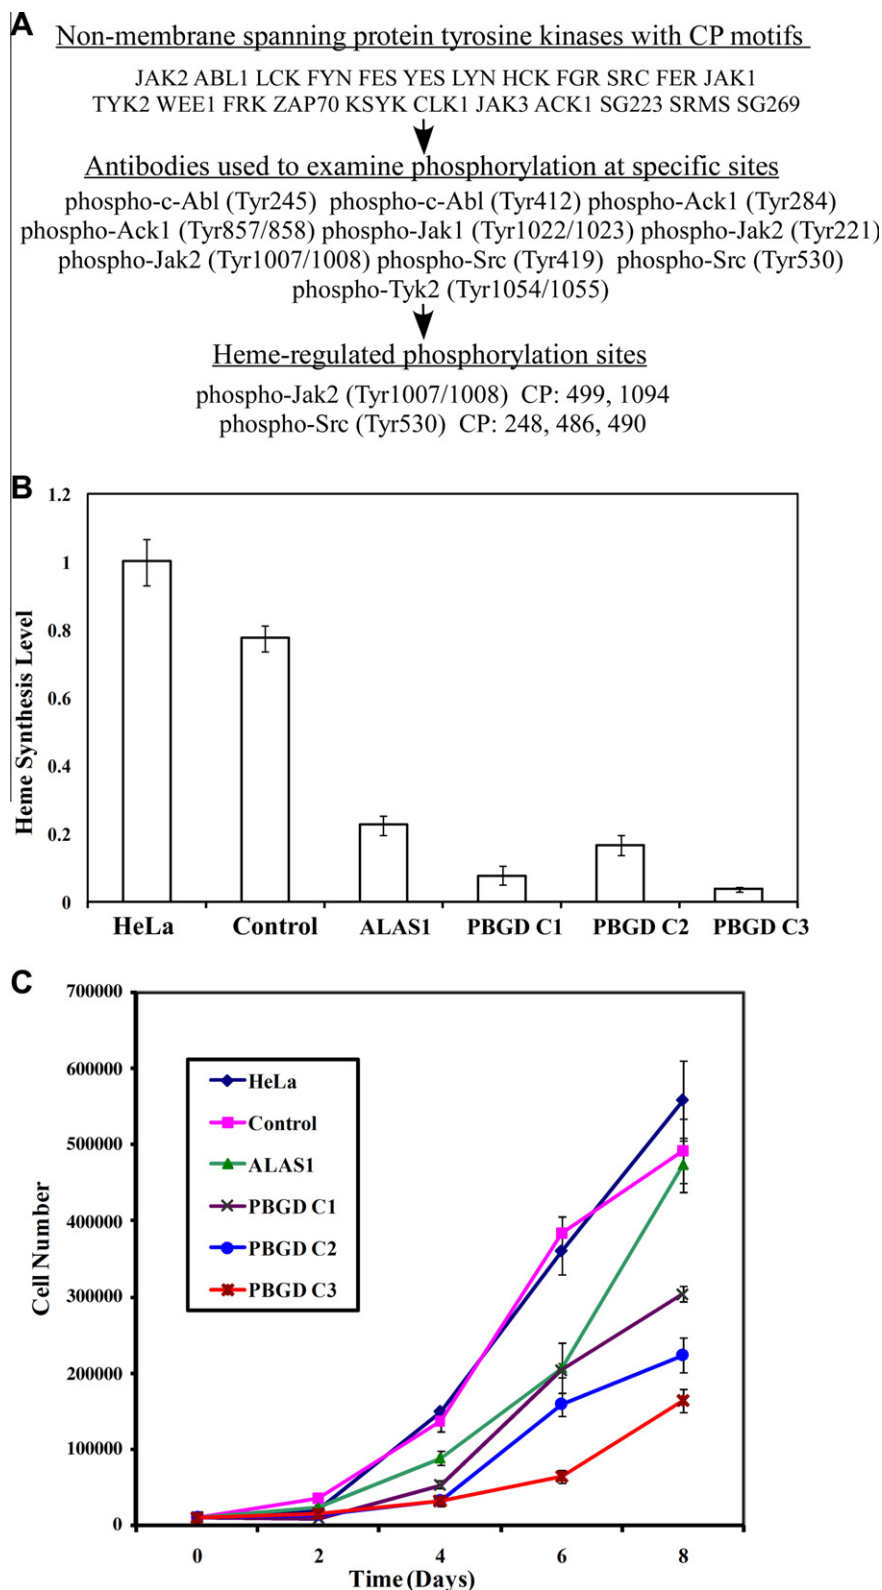 A
Non-membrane spanning protein tyrosine kinases with CP motifs
JAK2 ABL1 LCK FYN FES YES LYN HCK FGR SRC FER JAK1
TYK2 WEE1 FRK ZAP70 KSYK CLK1 JAK3 ACK1 SG223 SRMS SG269
Antibodies used to examine phosphorylation at specific sites
phospho-c-Abl (Tyr245) phospho-c-Abl (Tyr412) phospho-Ack1 (Tyr284)
phospho-Ack1 (Tyr857/858) phospho-Jak1 (Tyr1022/1023) phospho-Jak2 (Tyr221)
phospho-Jak2 (Tyr1007/1008) phospho-Src (Tyr419) phospho-Src (Tyr530)
phospho-Tyk2 (Tyr1054/1055)
Heme-regulated phosphorylation sites
phospho-Jak2 (Tyr1007/1008) CP: 499, 1094
phospho-Src (Tyr530) CP: 248, 486, 490
B
Heme Synthesis Level
1.2
1
0.8
0.6
0.4
0.2
0
HeLa Control ALAS1 PBGD C1 PBGD C2 PBGD C3
C
Cell Number
700000
600000
500000
400000
300000
200000
100000
0
HeLa
Control
ALAS1
PBGD C1
PBGD C2
PBGD C3
0 2 4 6 8
Time (Days)